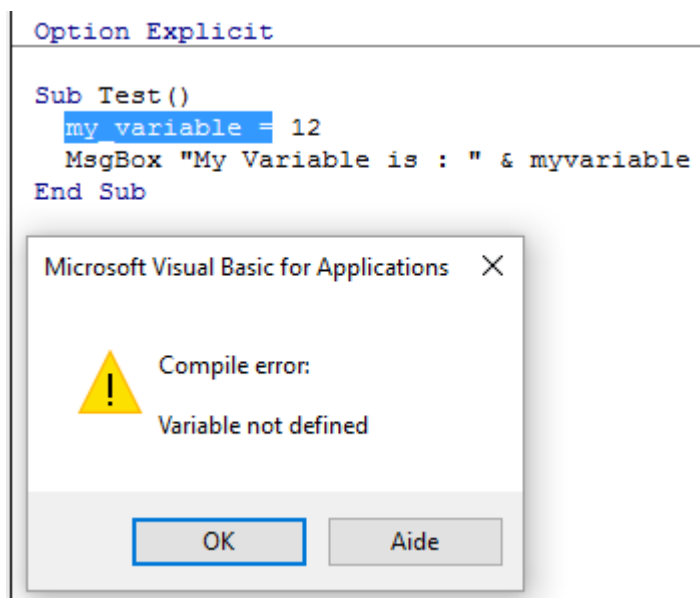 Option Explicit
Sub Test()
my_variable = 12
MsgBox "My Variable is : " & myvariable
End Sub
Microsoft Visual Basic for Applications
Compile error:
Variable not defined
OK Aide